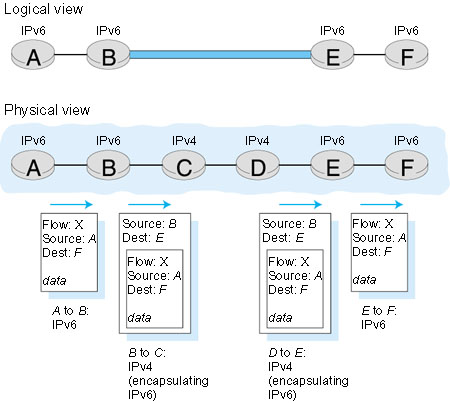 Logical view
IPv6 IPv6 IPv6 IPv6
A B E F
Physical view
IPv6 IPv6 IPv4 IPv4 IPv6 IPv6
A B C D E F
Flow: X
Source: A
Dest: F
data
A to B:
IPv6
Source: B
Dest: E
Flow: X
Source: A
Dest: F
data
B to C:
IPv4
(encapsulating
IPv6)
Source: B
Dest: E
Flow: X
Source: A
Dest: F
data
D to E:
IPv4
(encapsulating
IPv6)
Flow: X
Source: A
Dest: F
data
E to F:
IPv6